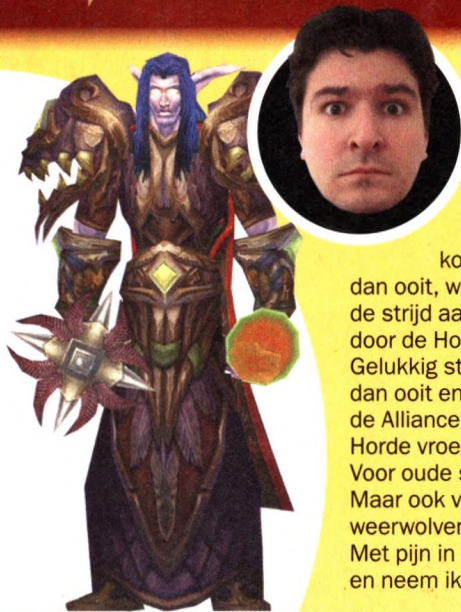 ko
dan ooit, w
de strijd aa
door de Ho
Gelukkig st
dan ooit en
de Alliance
Horde vroe
Voor oude s
Maar ook v
weerwolven
Met pijn in
en neem ik